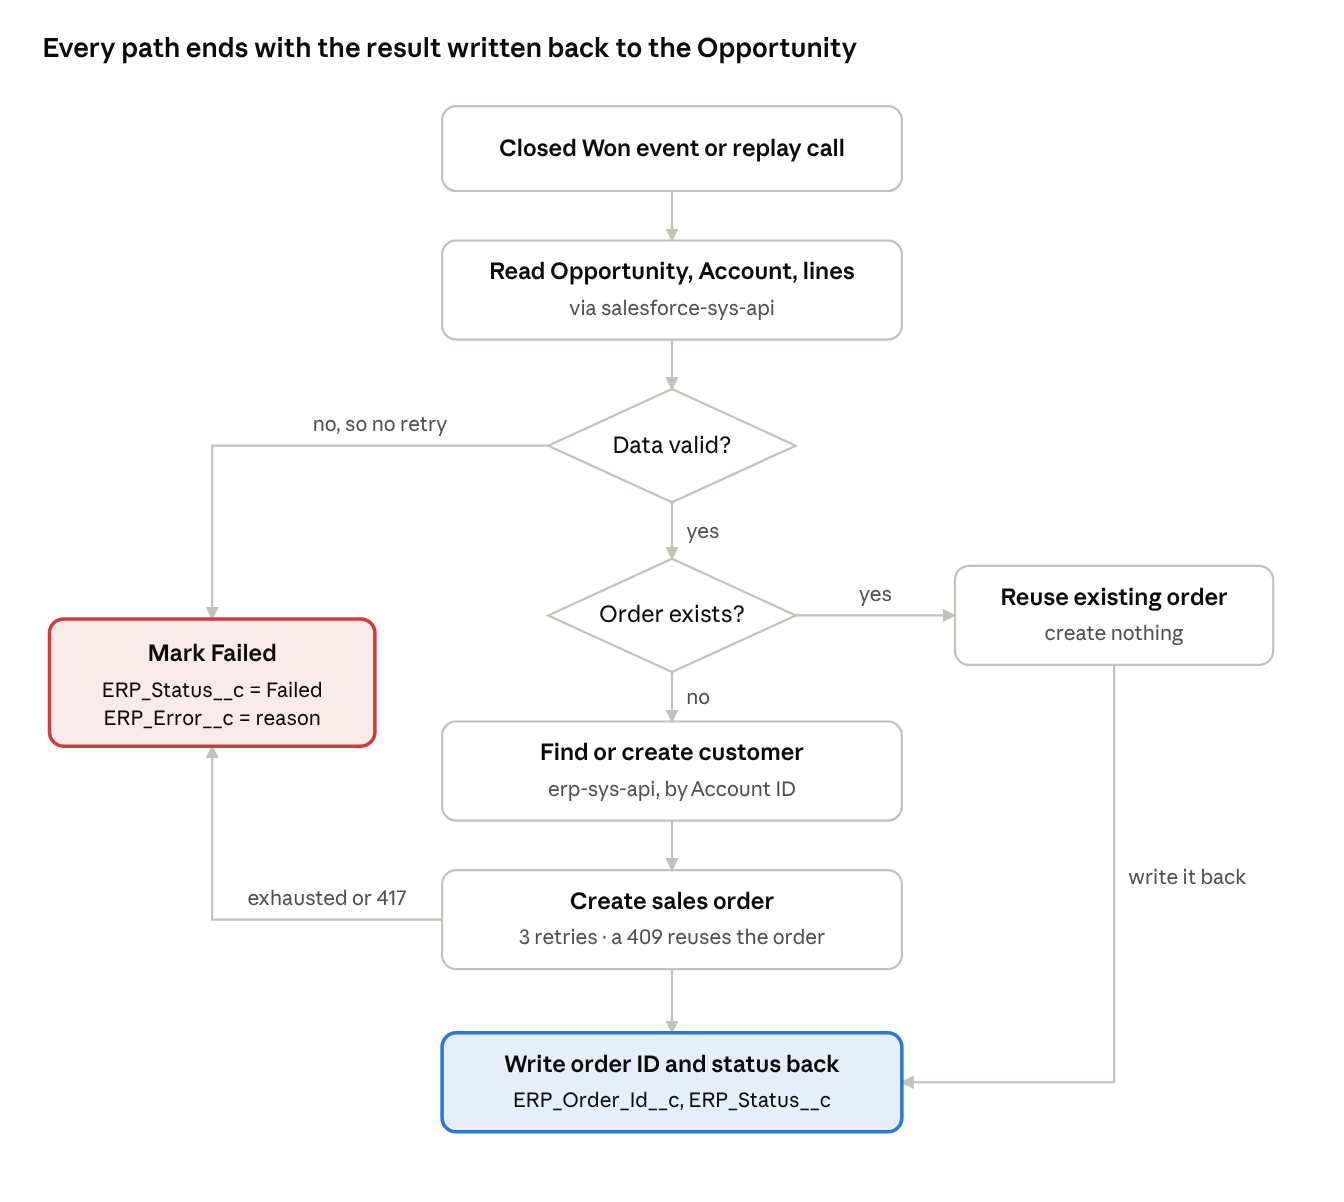 Every path ends with the result written back to the Opportunity
Closed Won event or replay call
Read Opportunity, Account, lines
via salesforce-sys-api
no, so no retry
Data valid?
yes
Order exists?
yes
Reuse existing order
create nothing
Mark Failed
ERP_Status__c = Failed
ERP_Error__c = reason
no
Find or create customer
erp-sys-api, by Account ID
write it back
exhausted or 417
Create sales order
3 retries · a 409 reuses the order
Write order ID and status back
ERP_Order_Id__c, ERP_Status__c